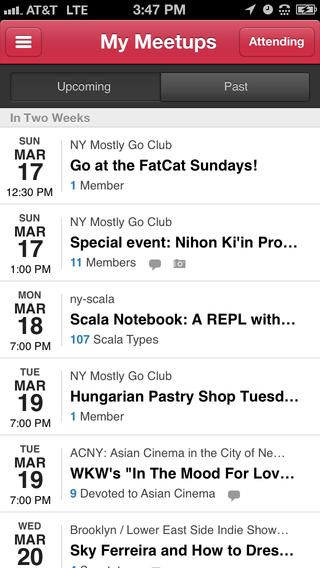 AT&T LTE 3:47 PM
My Meetups
Attending
Upcoming
Past
In Two Weeks
SUN
MAR
17
12:30 PM
NY Mostly Go Club
Go at the FatCat Sundays!
1 Member
SUN
MAR
17
1:00 PM
NY Mostly Go Club
Special event: Nihon Ki'in Pro…
11 Members
MON
MAR
18
7:00 PM
ny-scala
Scala Notebook: A REPL with…
107 Scala Types
TUE
MAR
19
7:00 PM
NY Mostly Go Club
Hungarian Pastry Shop Tuesd…
1 Member
TUE
MAR
19
7:00 PM
ACNY: Asian Cinema in the City of Ne…
WKW's "In The Mood For Lov…
9 Devoted to Asian Cinema
WED
MAR
20
Brooklyn / Lower East Side Indie Show…
Sky Ferreira and How to Dres…